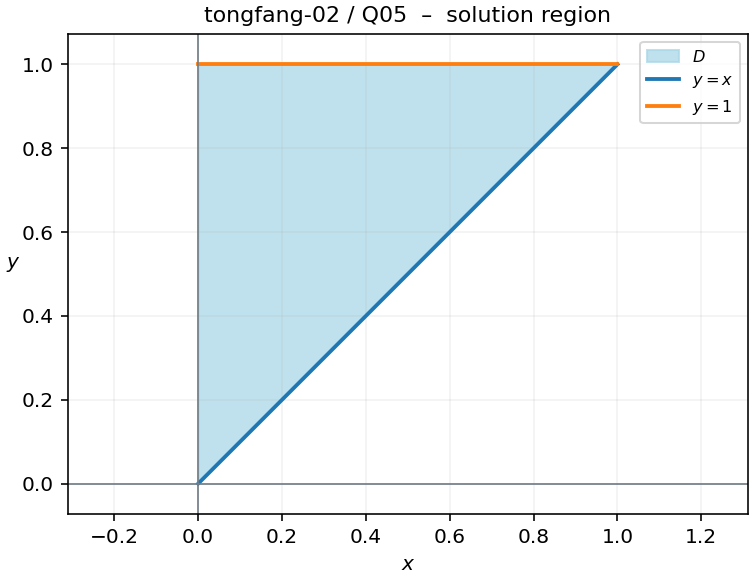 tongfang-02 / Q05 – solution region
D
y = x
y = 1
1.0
0.8
0.6
0.4
0.2
0.0
y
−0.2 0.0 0.2 0.4 0.6 0.8 1.0 1.2
x